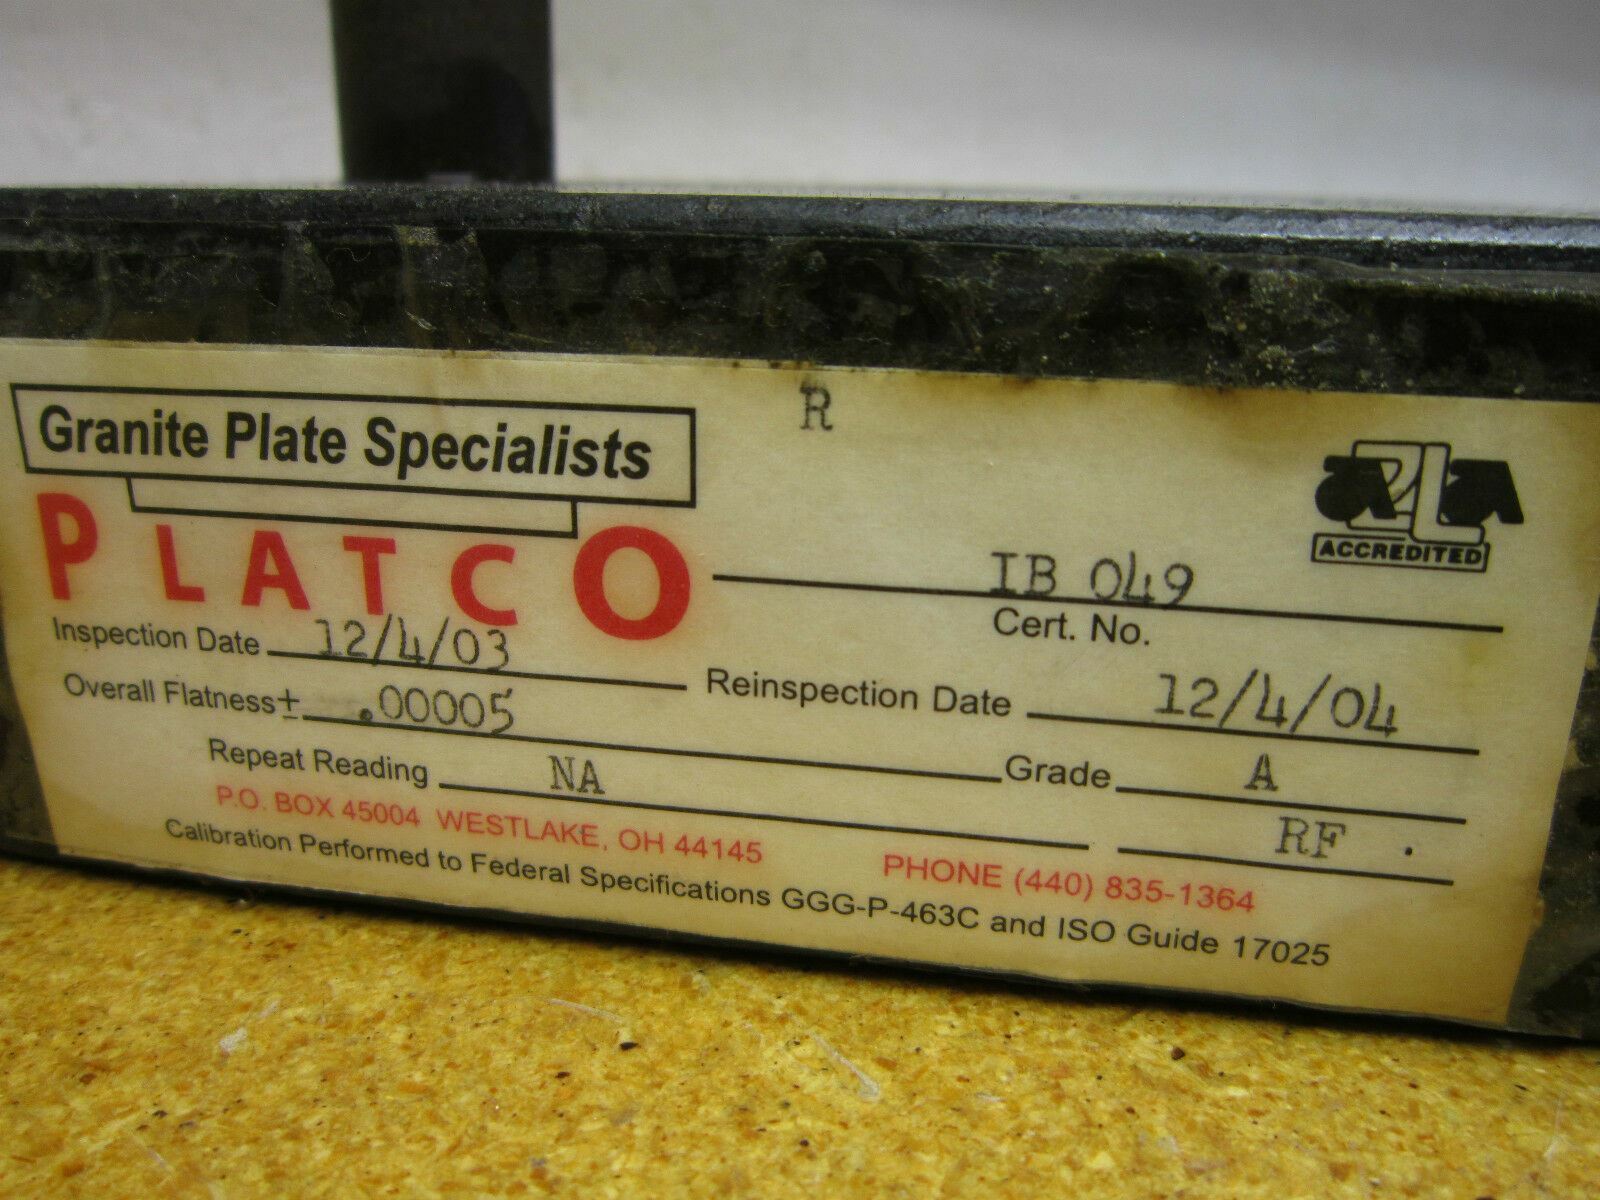 R
Granite Plate Specialists
PLATCO
A2LA
ACCREDITED
IB 049
Cert. No.
Inspection Date 12/4/03
Reinspection Date 12/4/04
Overall Flatness± .00005
Grade A
Repeat Reading NA
RF .
P.O. BOX 45004 WESTLAKE, OH 44145 PHONE (440) 835-1364
Calibration Performed to Federal Specifications GGG-P-463C and ISO Guide 17025